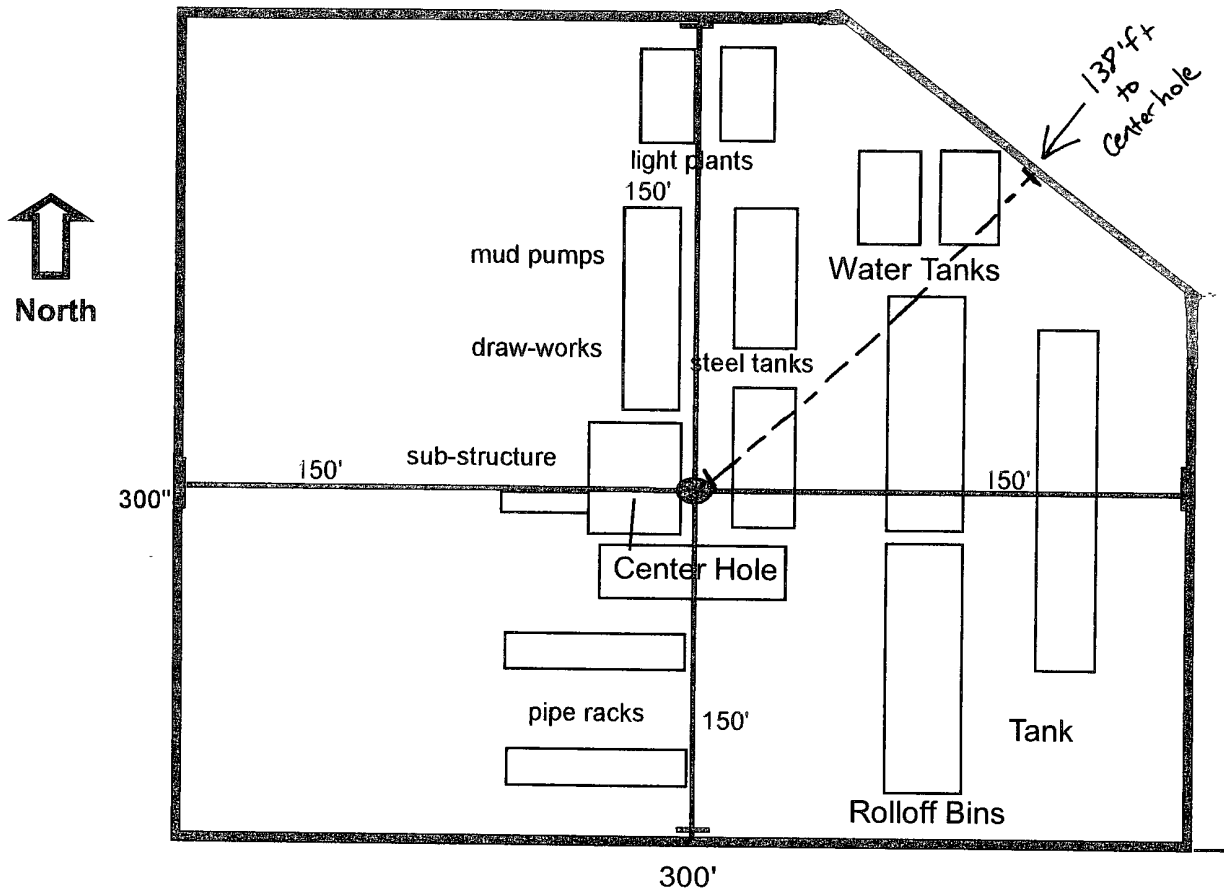 138'ft
to
Center hole
light plants
150'
mud pumps
Water Tanks
North
draw-works
steel tanks
sub-structure
150'
150'
300"
Center Hole
pipe racks
150'
Tank
Rolloff Bins
300'